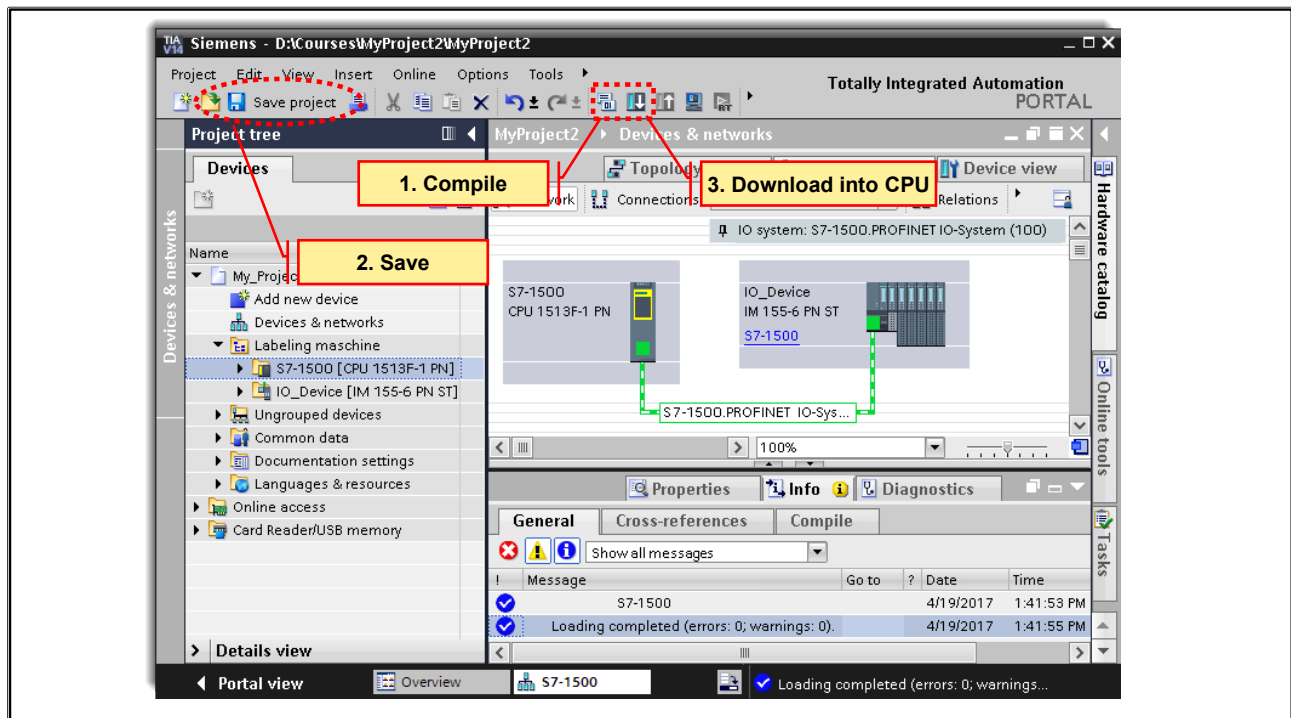 TIA V14 Siemens - D:\Courses\MyProject2\MyProject2
Project Edit View Insert Online Options Tools
Totally Integrated Automation
PORTAL
Save project
RT
Project tree
MyProject2 Devices & networks
Devices
Topology
Device view
1. Compile
3. Download into CPU
Connections
Relations
IO system: S7-1500.PROFINET IO-System (100)
Name
2. Save
My_Projec
Add new device
Devices & networks
Labeling maschine
S7-1500 [CPU 1513F-1 PN]
IO_Device [IM 155-6 PN ST]
Ungrouped devices
Common data
Documentation settings
Languages & resources
Online access
Card Reader/USB memory
Details view
Devices & networks
S7-1500
CPU 1513F-1 PN
IO_Device
IM 155-6 PN ST
S7-1500
S7-1500.PROFINET IO-Sys...
100%
Properties Info Diagnostics
General Cross-references Compile
Show all messages
! Message Go to ? Date Time
S7-1500 4/19/2017 1:41:53 PM
Loading completed (errors: 0; warnings: 0). 4/19/2017 1:41:55 PM
Hardware catalog
Online tools
Tasks
Portal view Overview S7-1500 Loading completed (errors: 0; warnings...